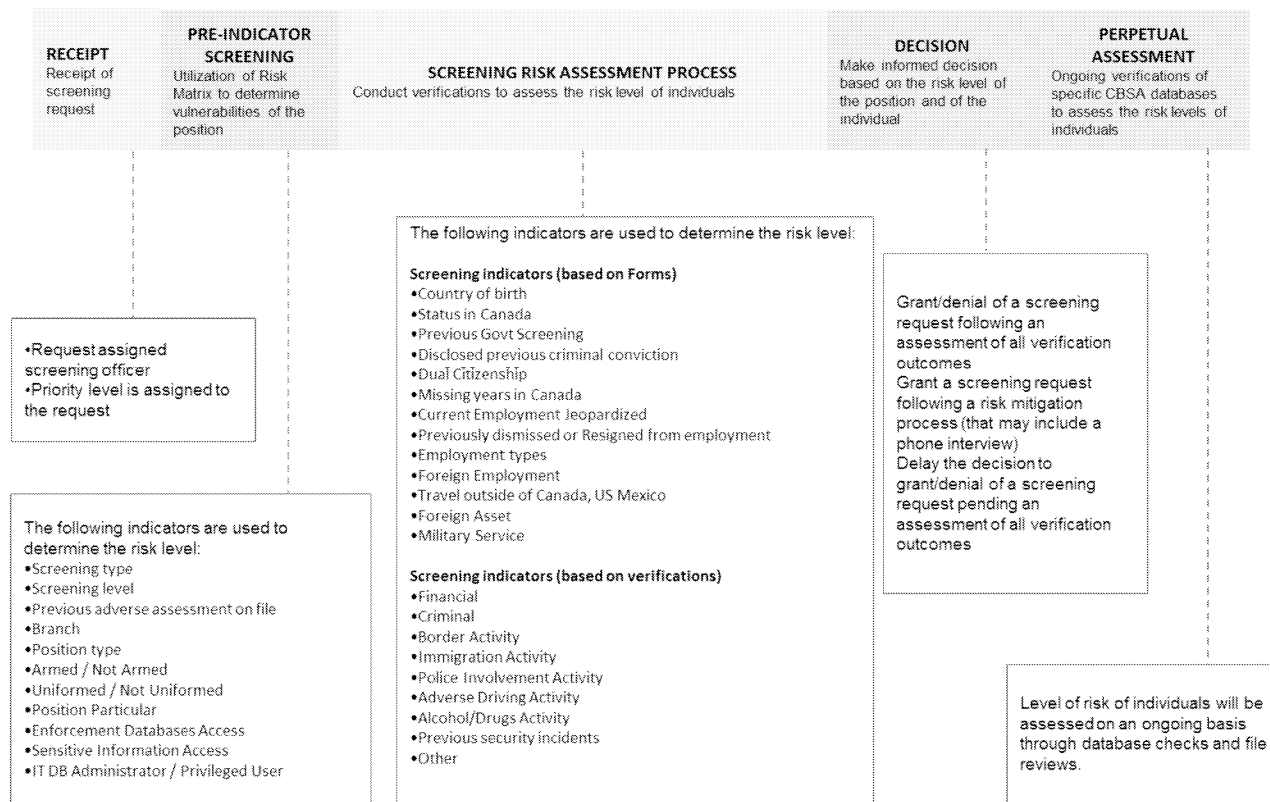 RECEIPT
Receipt of
screening
request
PRE-INDICATOR
SCREENING
Utilization of Risk
Matrix to determine
vulnerabilities of the
position
SCREENING RISK ASSESSMENT PROCESS
Conduct verifications to assess the risk level of individuals
DECISION
Make informed decision
based on the risk level of
the position and of the
individual
PERPETUAL
ASSESSMENT
Ongoing verifications of
specific CBSA databases
to assess the risk levels of
individuals
•Request assigned
screening officer
•Priority level is assigned to
the request
The following indicators are used to
determine the risk level:
•Screening type
•Screening level
•Previous adverse assessment on file
•Branch
•Position type
•Armed / Not Armed
•Uniformed / Not Uniformed
•Position Particular
•Enforcement Databases Access
•Sensitive Information Access
•IT DB Administrator / Privileged User
The following indicators are used to determine the risk level:
Screening indicators (based on Forms)
•Country of birth
•Status in Canada
•Previous Govt Screening
•Disclosed previous criminal conviction
•Dual Citizenship
•Missing years in Canada
•Current Employment Jeopardized
•Previously dismissed or Resigned from employment
•Employment types
•Foreign Employment
•Travel outside of Canada, US Mexico
•Foreign Asset
•Military Service
Screening indicators (based on verifications)
•Financial
•Criminal
•Border Activity
•Immigration Activity
•Police Involvement Activity
•Adverse Driving Activity
•Alcohol/Drugs Activity
•Previous security incidents
•Other
Grant/denial of a screening
request following an
assessment of all verification
outcomes
Grant a screening request
following a risk mitigation
process (that may include a
phone interview)
Delay the decision to
grant/denial of a screening
request pending an
assessment of all verification
outcomes
Level of risk of individuals will be
assessed on an ongoing basis
through database checks and file
reviews.